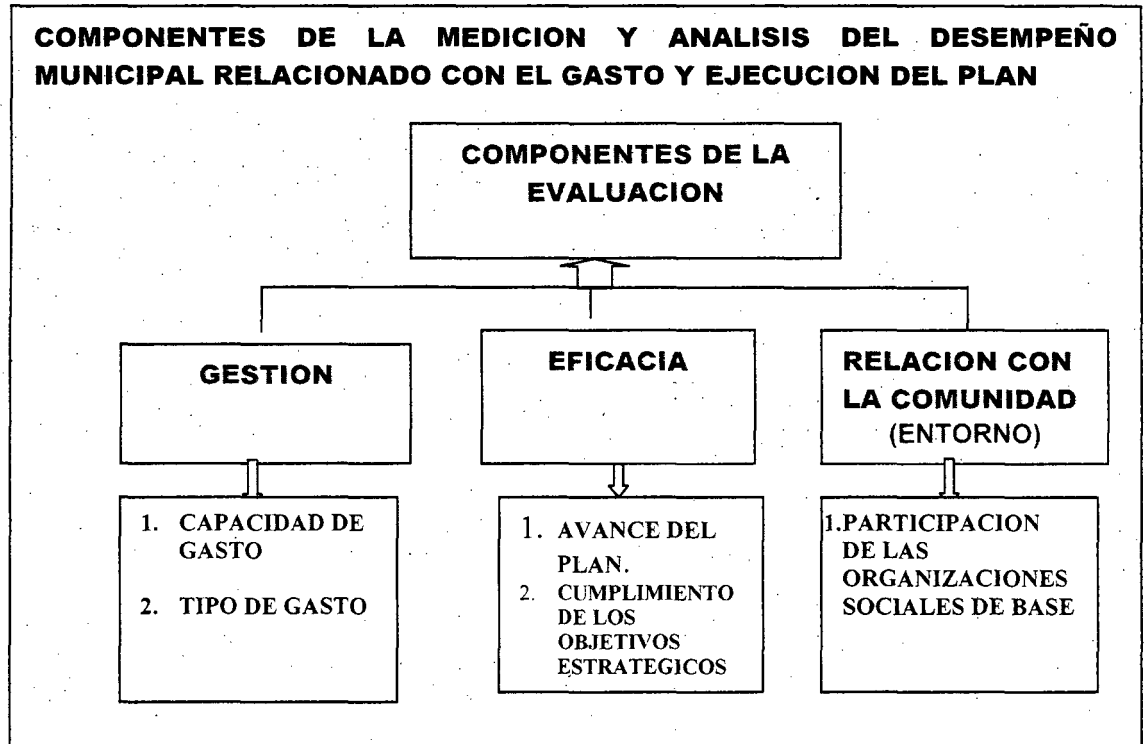 COMPONENTES DE LA MEDICION Y ANALISIS DEL DESEMPEÑO
MUNICIPAL RELACIONADO CON EL GASTO Y EJECUCION DEL PLAN
COMPONENTES DE LA
EVALUACION
GESTION
EFICACIA
RELACION CON
LA COMUNIDAD
(ENTORNO)
1. CAPACIDAD DE
GASTO
2. TIPO DE GASTO
1. AVANCE DEL
PLAN.
2. CUMPLIMIENTO
DE LOS
OBJETIVOS
ESTRATEGICOS
1.PARTICIPACION
DE LAS
ORGANIZACIONES
SOCIALES DE BASE